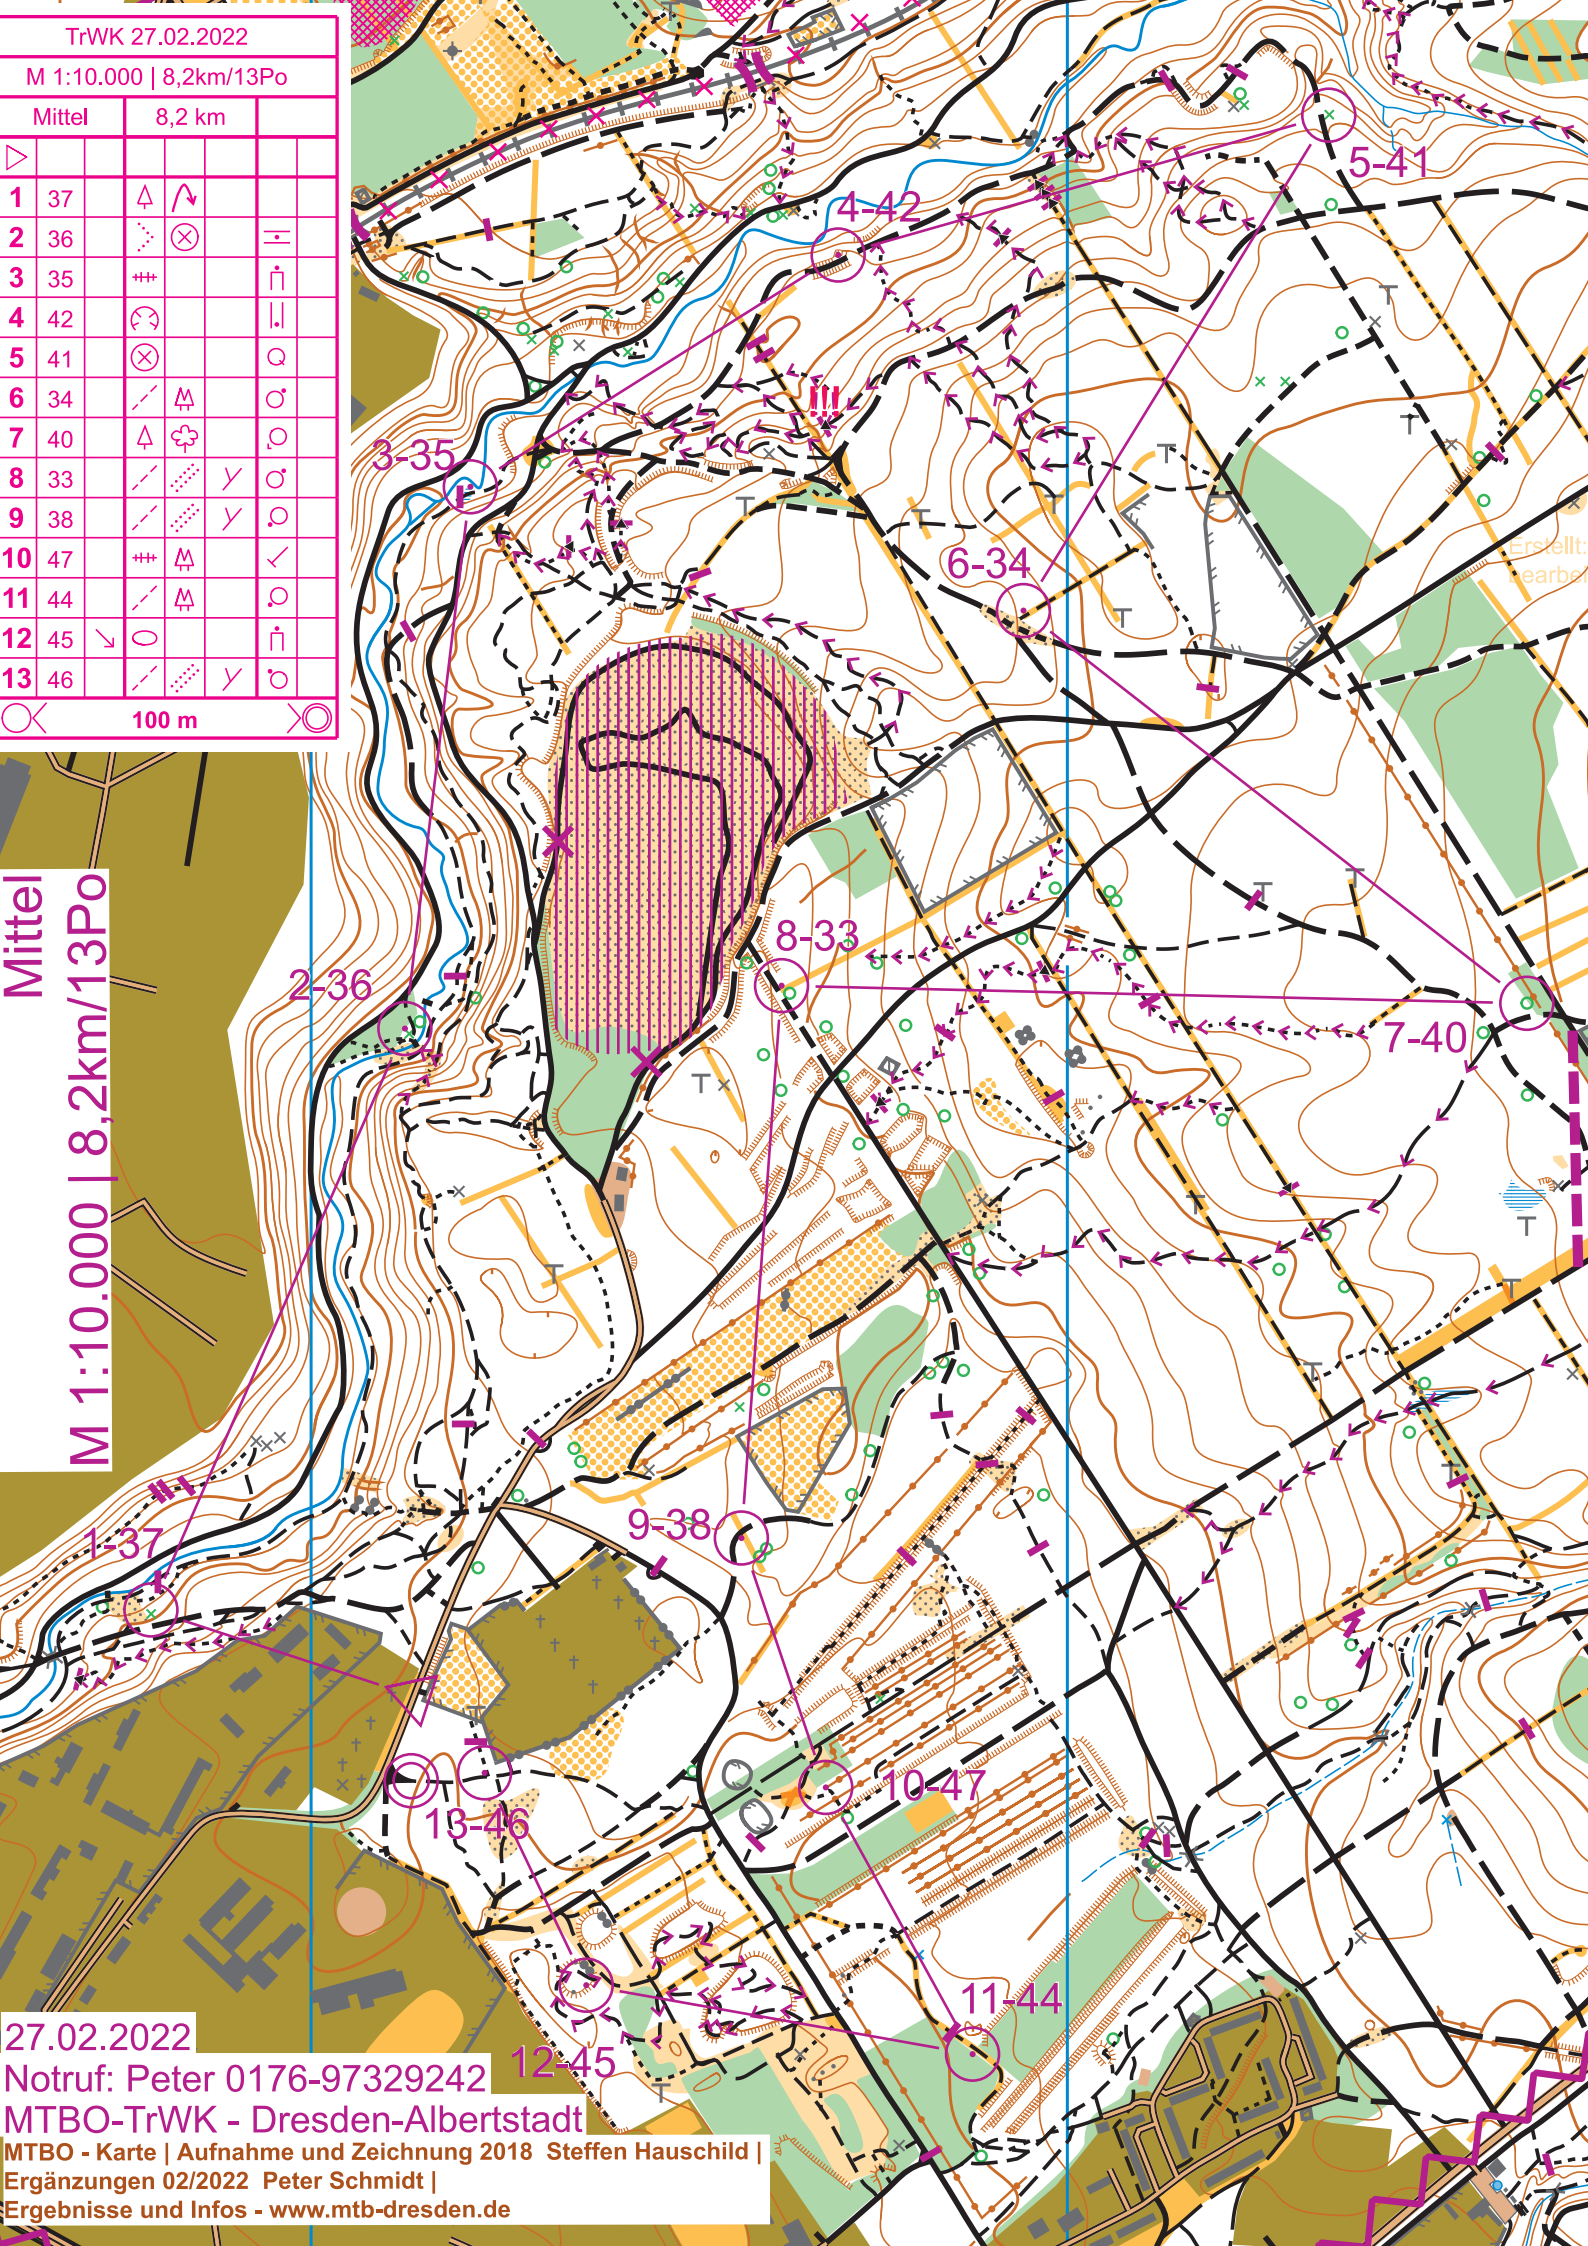 TrWK 27.02.2022
M 1:10.000 | 8,2km/13Po
Mittel 8,2 km
1 37
2 36
3 35
4 42
5 41
6 34
7 40
8 33
9 38
10 47
11 44
12 45
13 46
100 m
5-41
4-42
3-35
6-34
Erstellt:
8-33
2-36
7-40
Mittel
M 1:10.000 | 8,2km/13Po
9-38
1-37
10-47
13-46
11-44
12-45
27.02.2022
Notruf: Peter 0176-97329242
MTBO-TrWK - Dresden-Albertstadt
MTBO - Karte | Aufnahme und Zeichnung 2018 Steffen Hauschild |
Ergänzungen 02/2022 Peter Schmidt |
Ergebnisse und Infos - www.mtb-dresden.de